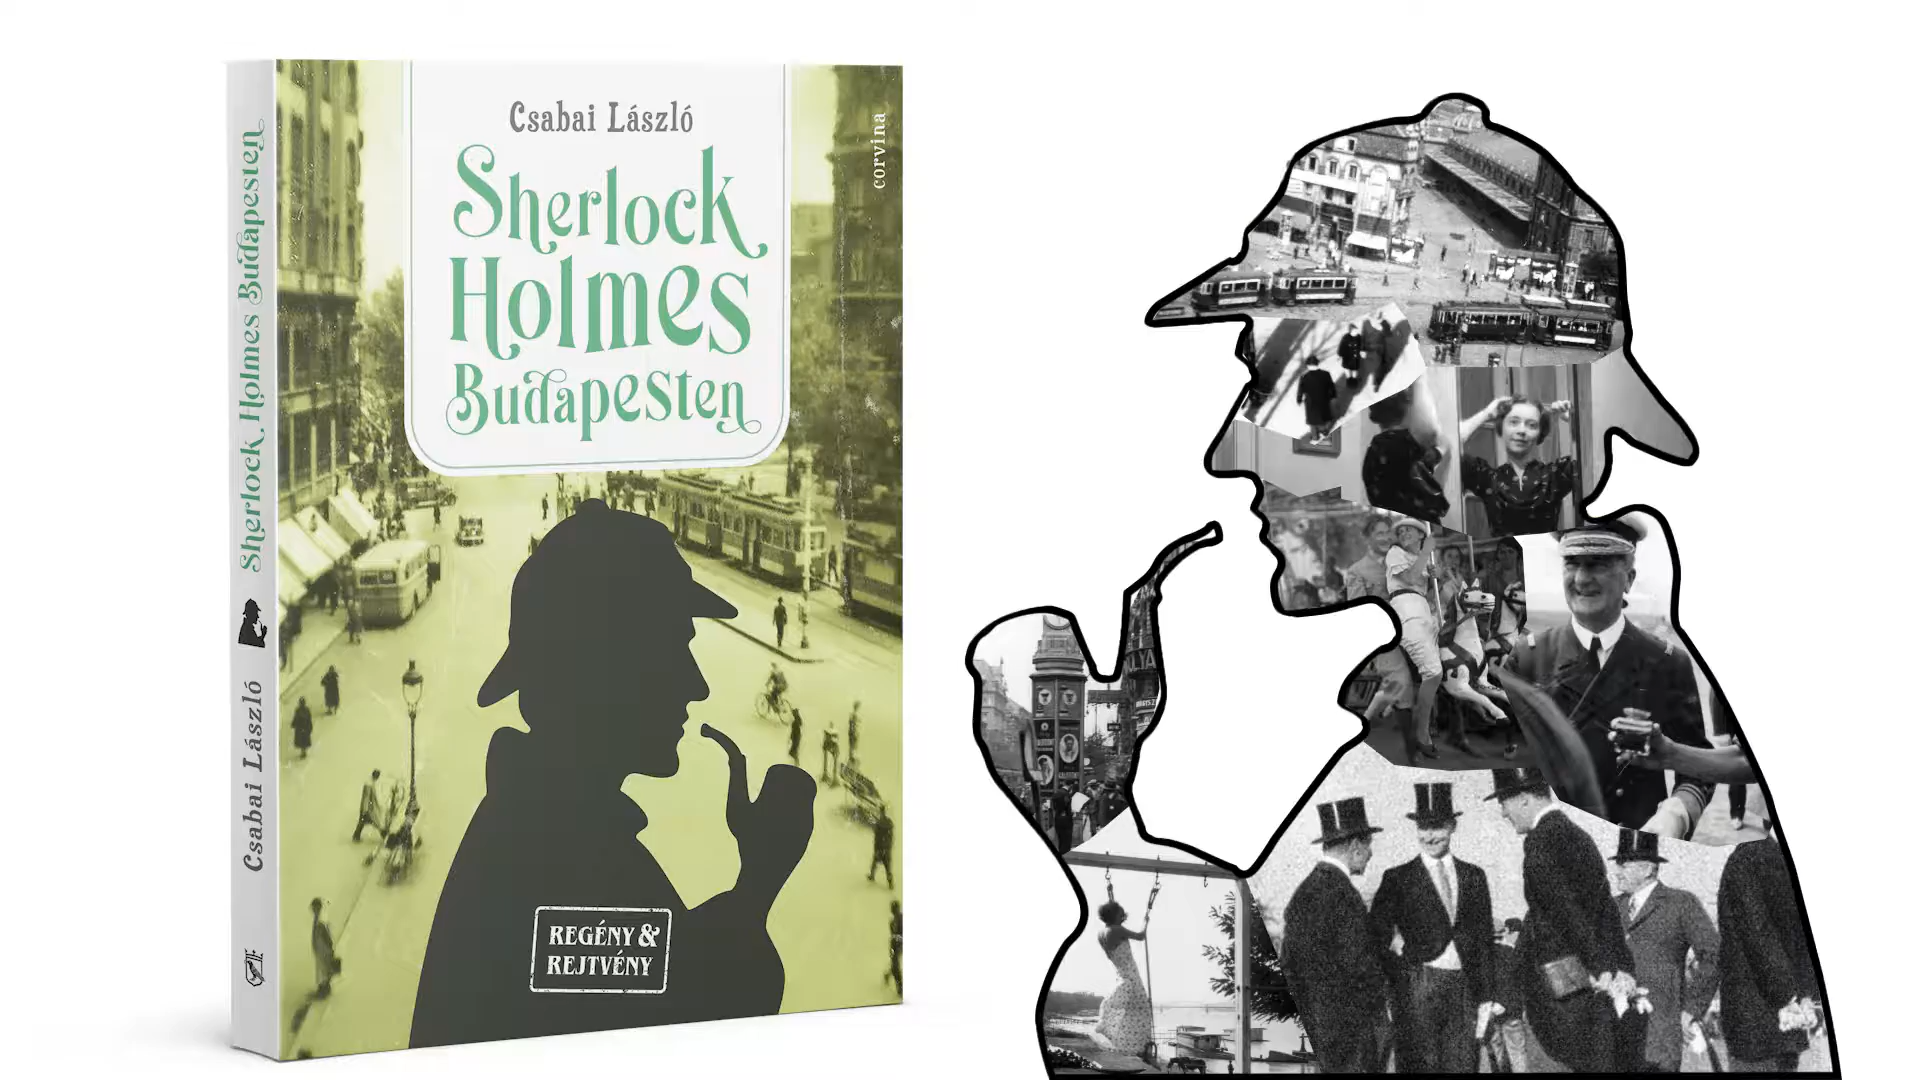 Csabai László
Sherlock
Holmes
Budapesten
corvina
REGÉNY &
REJTVÉNY
Sherlock Holmes Budapesten
Csabai László